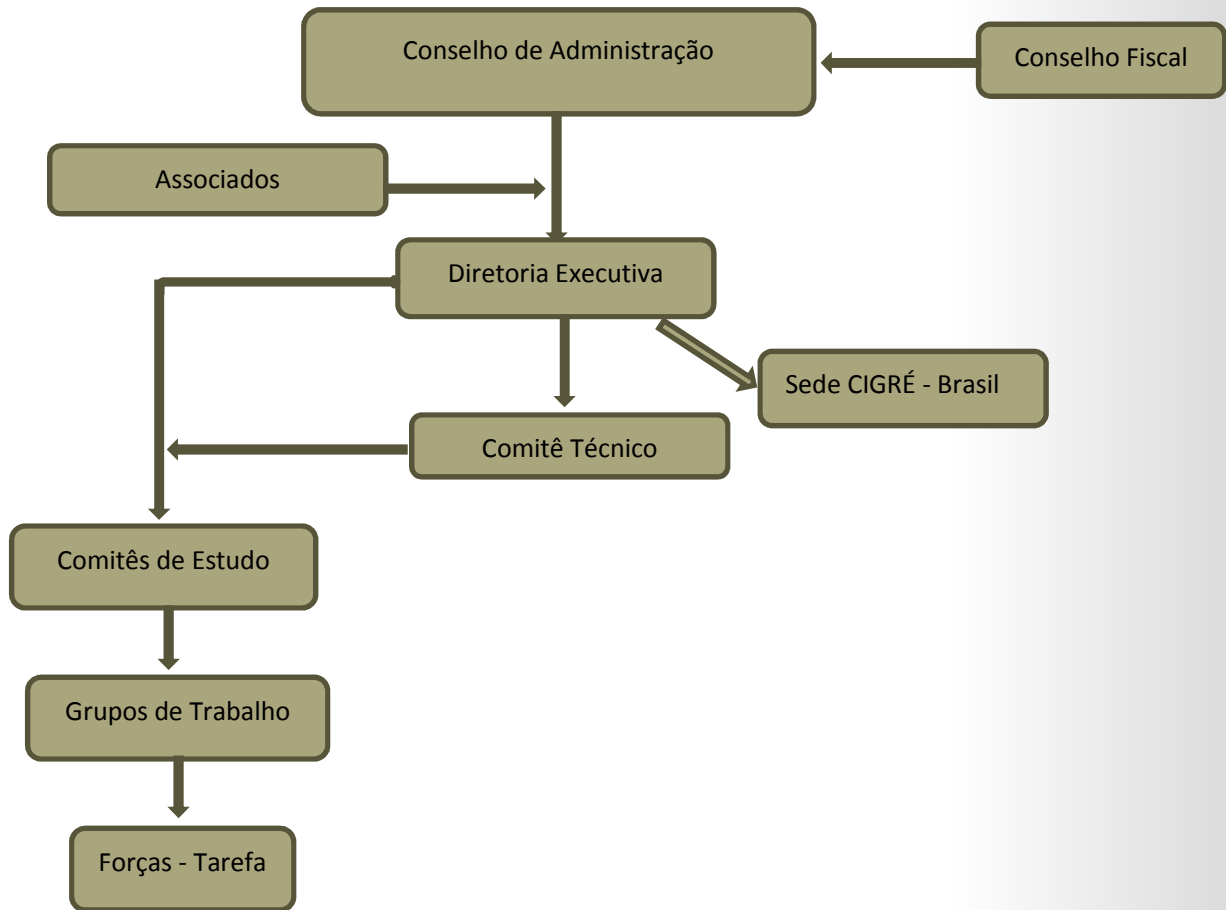 Conselho de Administração
Conselho Fiscal
Associados
Diretoria Executiva
Sede CIGRÉ - Brasil
Comitê Técnico
Comitês de Estudo
Grupos de Trabalho
Forças - Tarefa